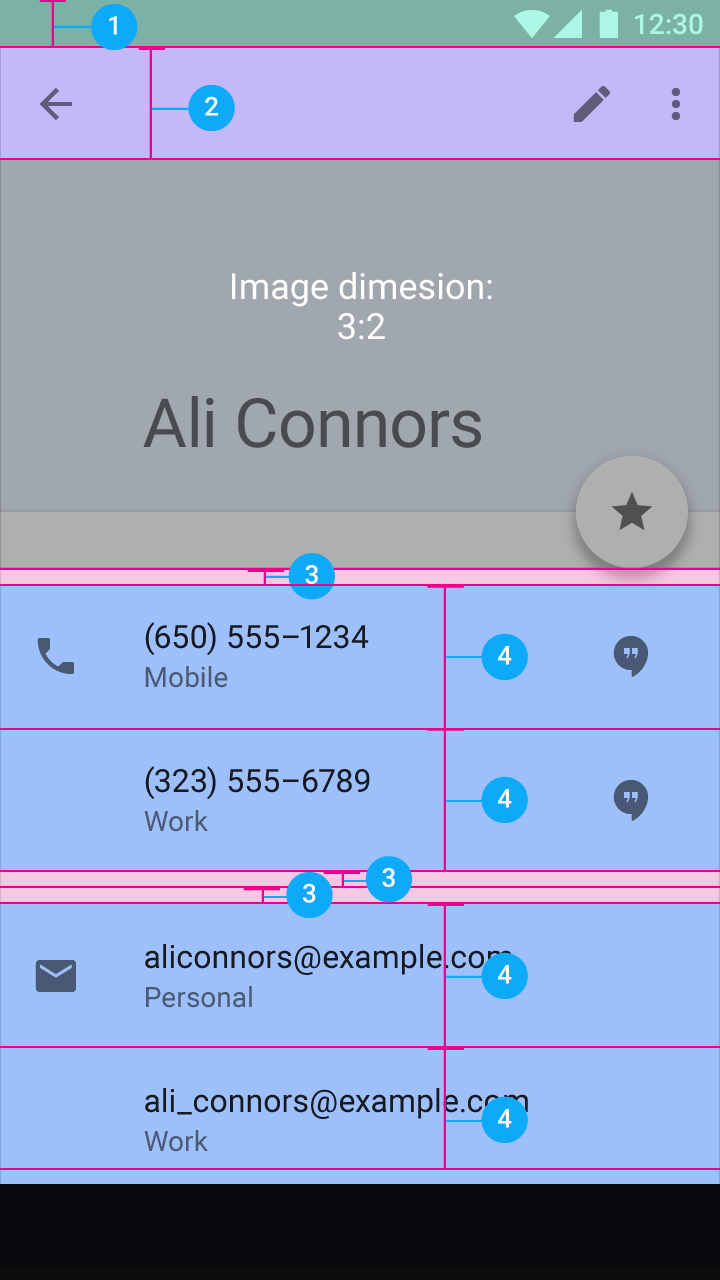 1
12:30
2
Image dimesion:
3:2
Ali Connors
3
(650) 555–1234
4
Mobile
(323) 555–6789
4
Work
3
3
aliconnors@example.com
4
Personal
ali_connors@example.com
4
Work